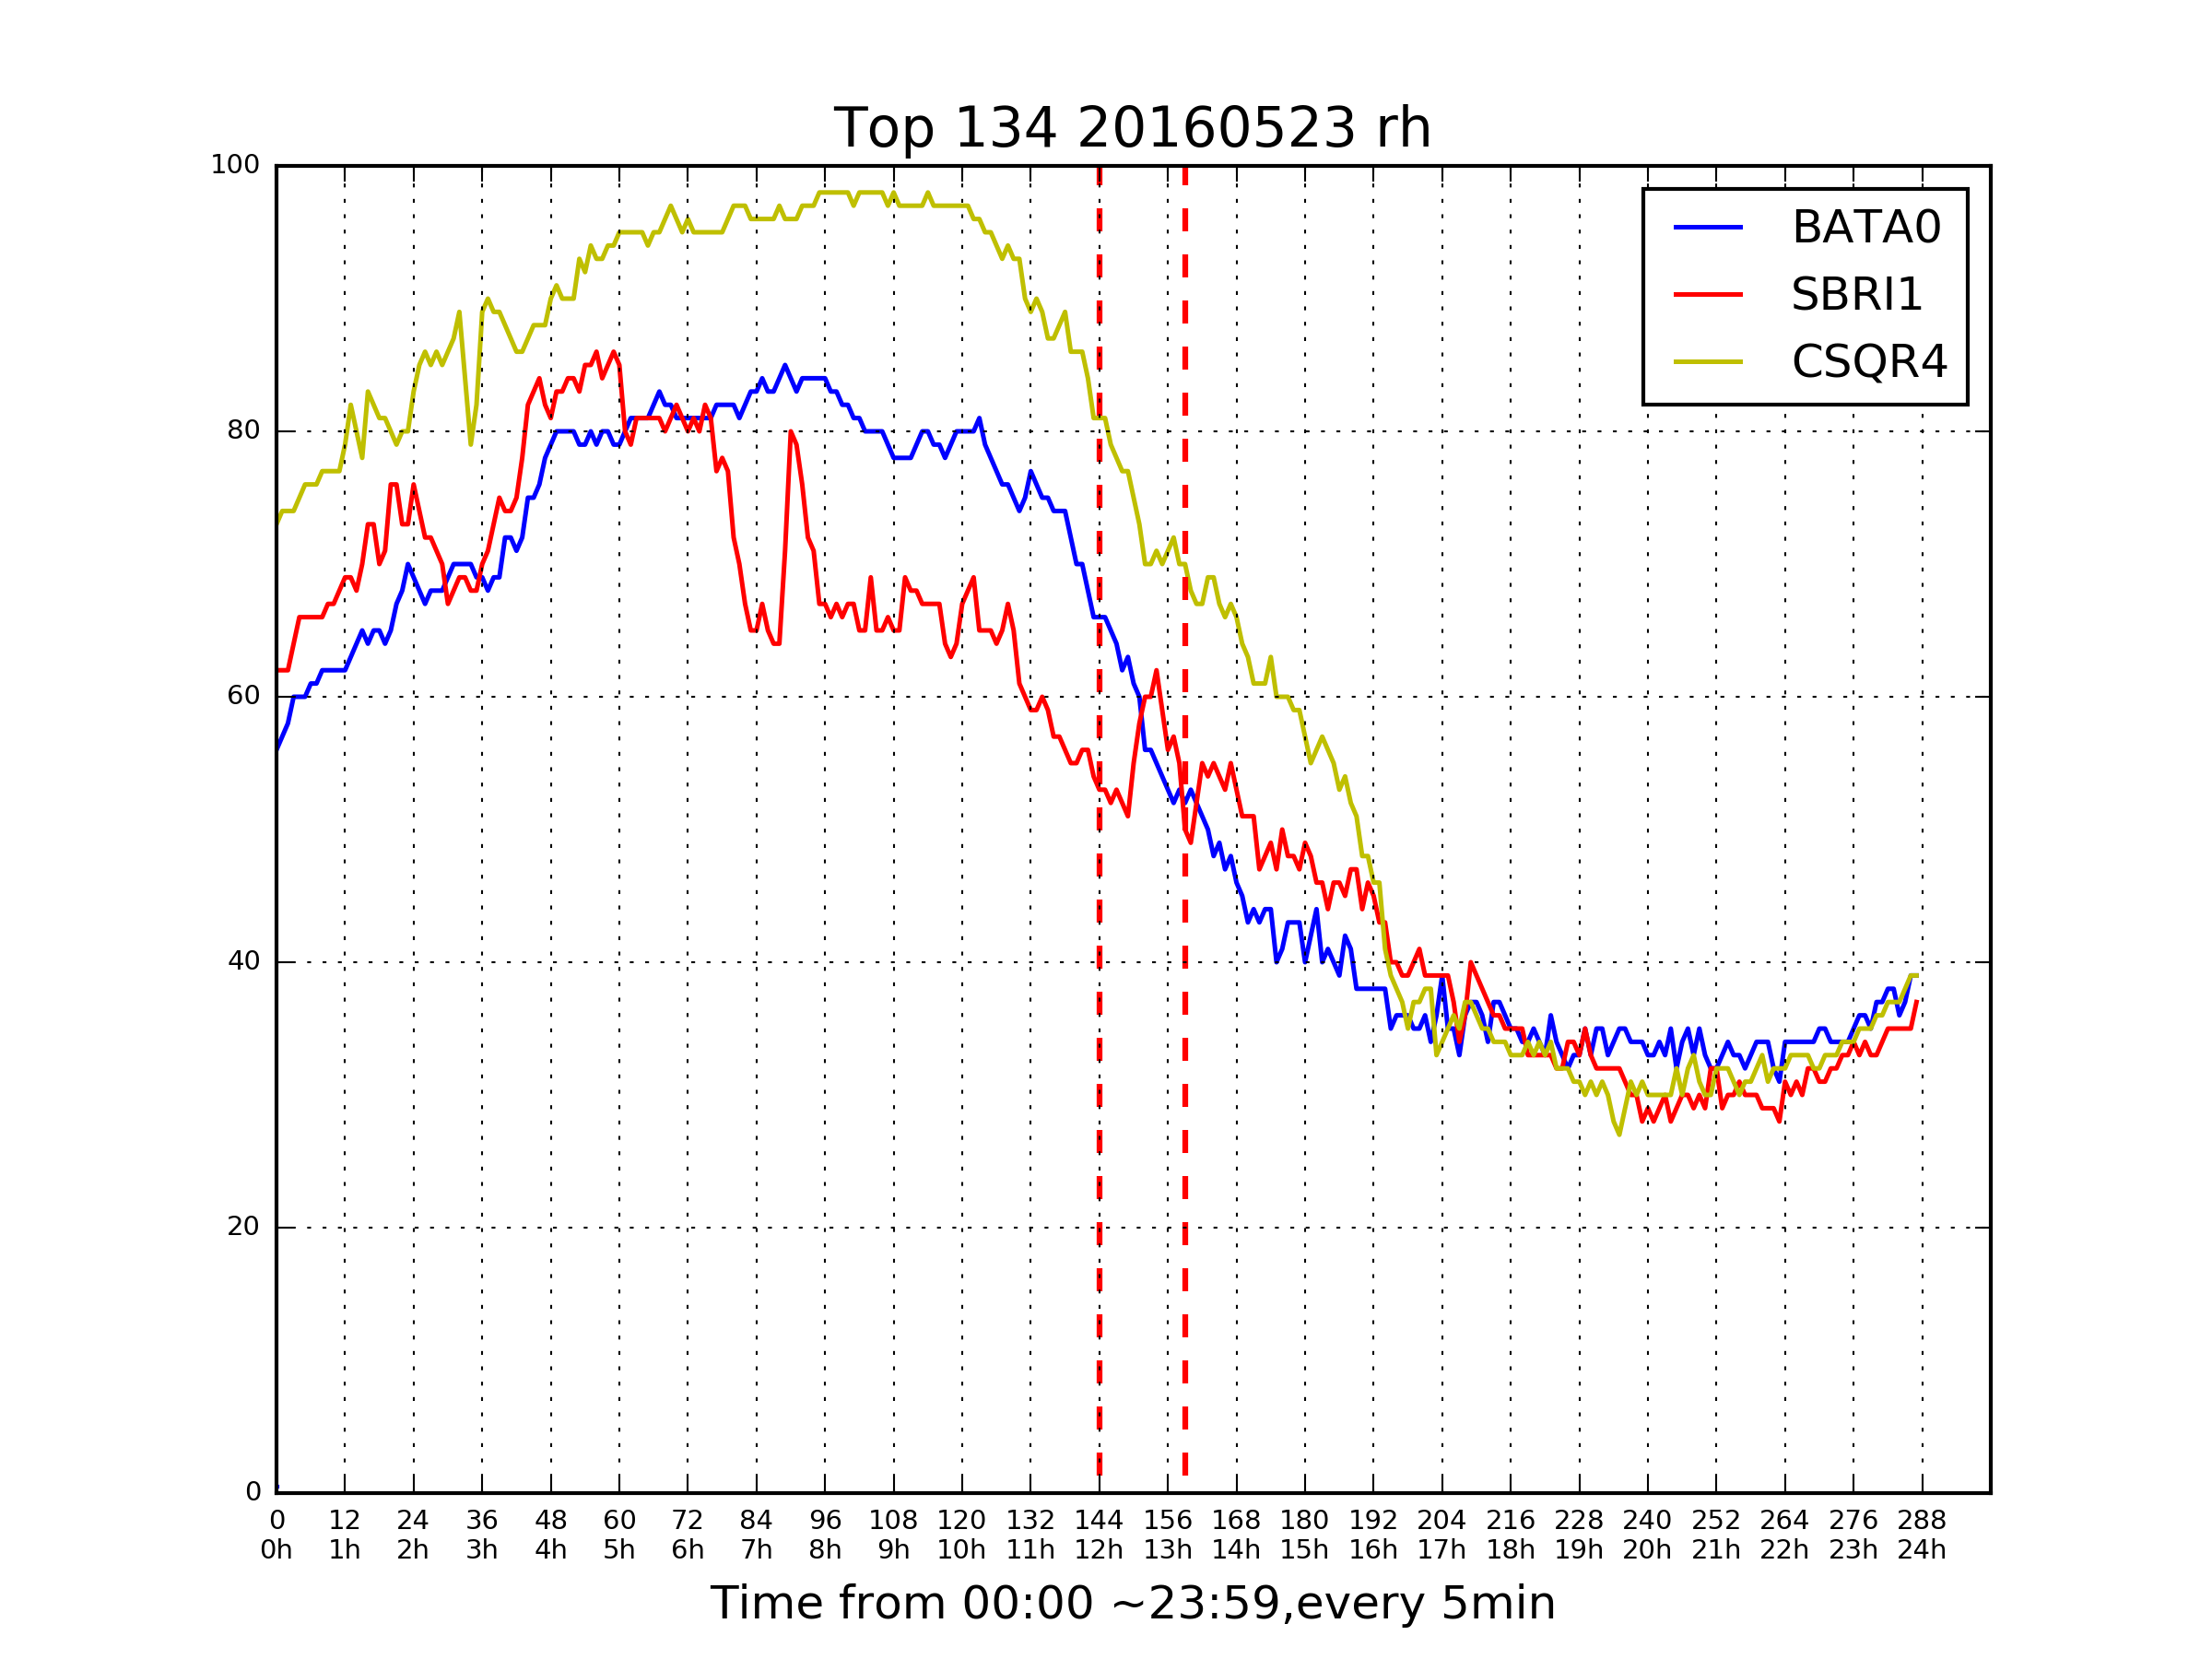 Top 134 20160523 rh
100
80
60
40
20
0
BATA0
SBRI1
CSQR4
0 12 24 36 48 60 72 84 96 108 120 132 144 156 168 180 192 204 216 228 240 252 264 276 288
0h 1h 2h 3h 4h 5h 6h 7h 8h 9h 10h 11h 12h 13h 14h 15h 16h 17h 18h 19h 20h 21h 22h 23h 24h
Time from 00:00 ~23:59,every 5min